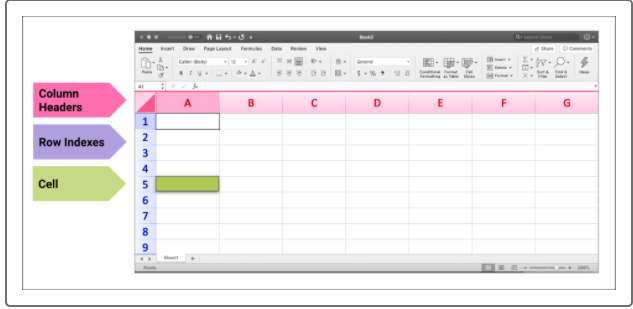 Book2
Home Insert Draw Page Layout Formulas Data Review View
Share Comments
Paste
Calibri (Body) 12
General
Conditional Formatting
Format as Table
Cell Styles
Insert
Delete
Format
Sort & Filter
Find & Select
Ideas
A1 fx
Column Headers
A B C D E F G
Row Indexes
Cell
1
2
3
4
5
6
7
8
9
Sheet1 +
Ready
100%